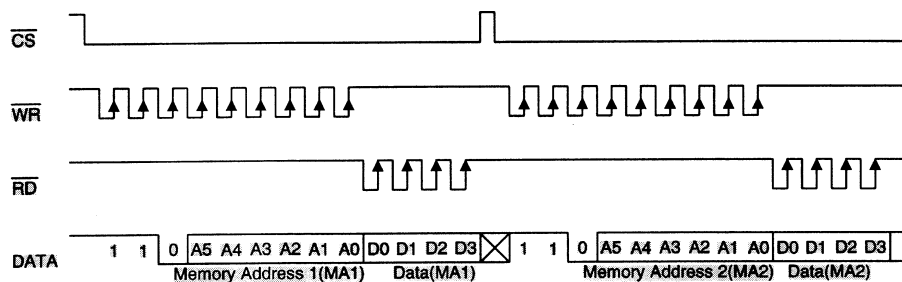 CS
WR
RD
DATA 1 1 0 A5 A4 A3 A2 A1 A0 D0 D1 D2 D3 1 1 0 A5 A4 A3 A2 A1 A0 D0 D1 D2 D3
Memory Address 1(MA1) Data(MA1) Memory Address 2(MA2) Data(MA2)